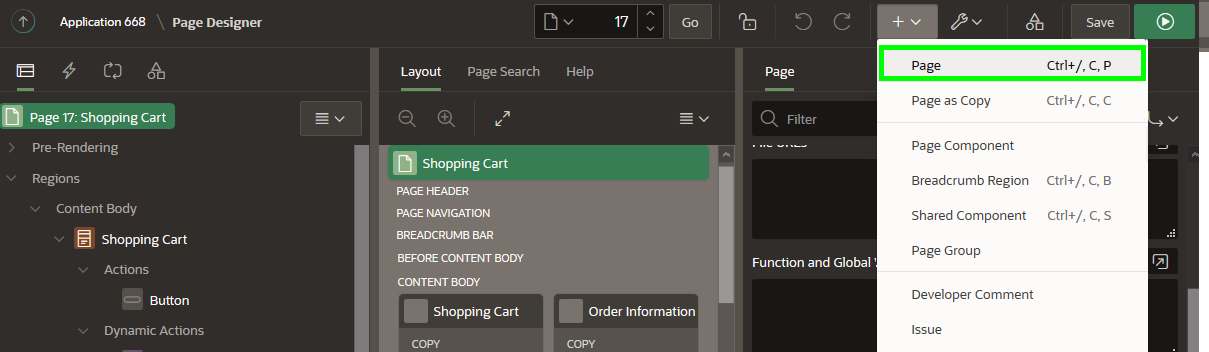 Application 668 \ Page Designer
17
Go
Save
Page Ctrl+/, C, P
Page as Copy Ctrl+/, C, C
Page Component
Breadcrumb Region Ctrl+/, C, B
Shared Component Ctrl+/, C, S
Page Group
Developer Comment
Issue
Page 17: Shopping Cart
Pre-Rendering
Regions
Content Body
Shopping Cart
Actions
Button
Dynamic Actions
Layout Page Search Help
Shopping Cart
PAGE HEADER
PAGE NAVIGATION
BREADCRUMB BAR
BEFORE CONTENT BODY
CONTENT BODY
Shopping Cart
COPY
Order Information
COPY
Page
Filter
File URLs
Function and Global